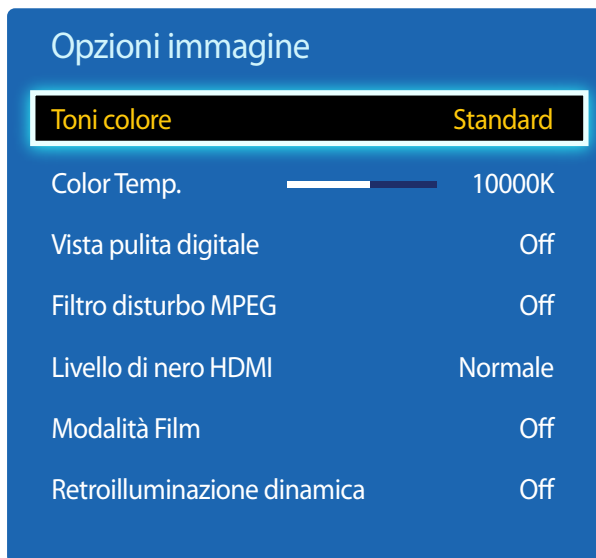 Opzioni immagine
Toni colore Standard
Color Temp. 10000K
Vista pulita digitale Off
Filtro disturbo MPEG Off
Livello di nero HDMI Normale
Modalità Film Off
Retroilluminazione dinamica Off